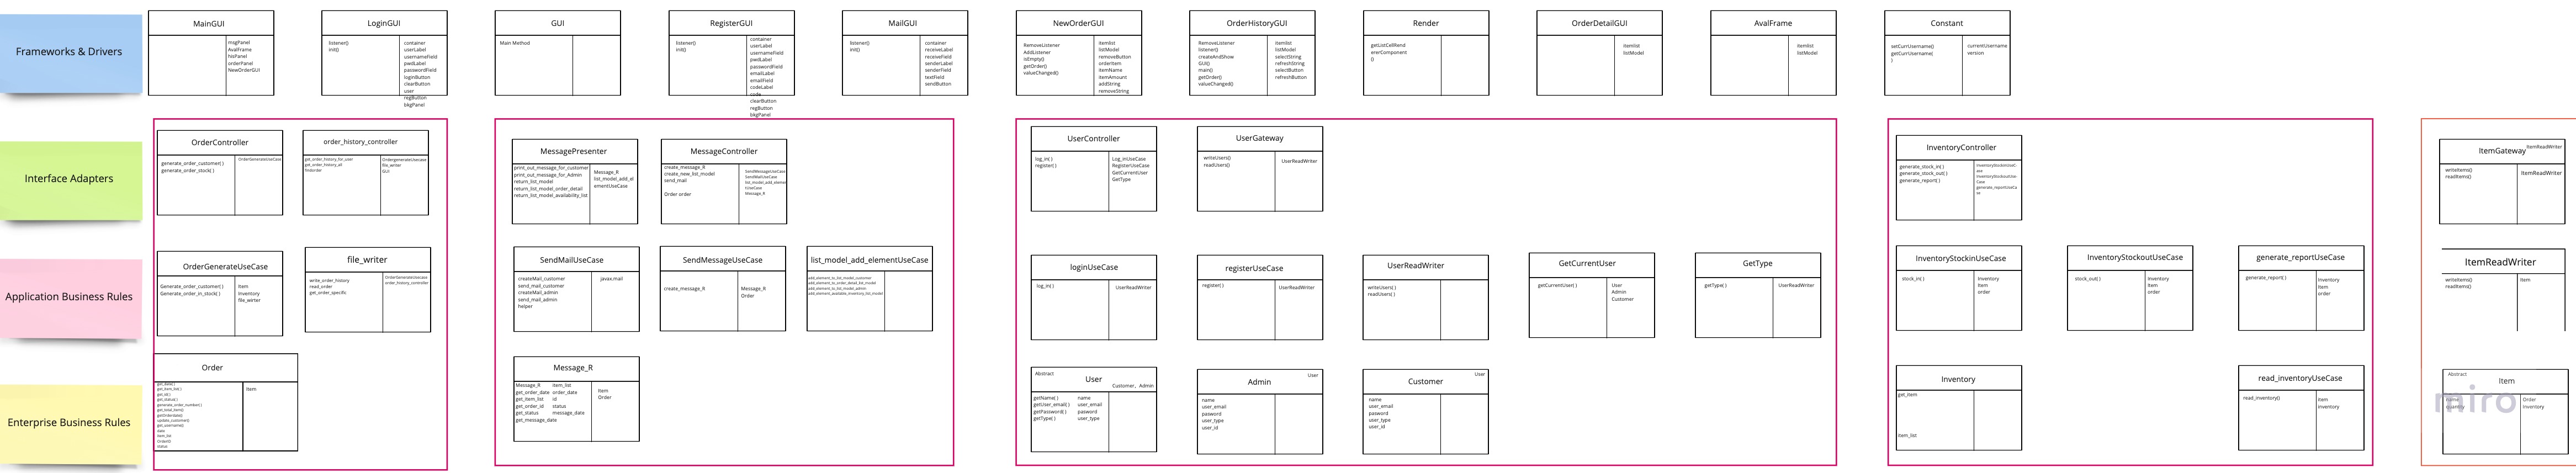 Frameworks & Drivers
MainGUI
msgPanel
AvalFrame
hisPanel
orderPanel
NewOrderGUI
LoginGUI
listener()
init()
container
userLabel
usernameField
pwdLabel
passwordField
loginButton
clearButton
user
regButton
bkgPanel
GUI
Main Method
RegisterGUI
listener()
init()
container
userLabel
usernameField
pwdLabel
passwordField
emailLabel
emailField
codeLabel
code
clearButton
regButton
bkgPanel
MailGUI
listener()
init()
container
receiveLabel
receiveField
senderLabel
senderField
textField
sendButton
NewOrderGUI
RemoveListener
AddListener
isEmpty()
getOrder()
valueChanged()
itemlist
listModel
removeButton
orderItem
itemName
itemAmount
addString
removeString
OrderHistoryGUI
RemoveListener
listener()
createAndShow
GUI()
main()
getOrder()
valueChanged()
itemlist
listModel
selectString
refreshString
selectButton
refreshButton
Render
getListCellRend
ererComponent
()
OrderDetailGUI
itemlist
listModel
AvalFrame
itemlist
listModel
Constant
setCurrUsername()
getCurrUsername(
)
currentUsername
version
Interface Adapters
OrderController
generate_order_customer( )
generate_order_stock( )
OrderGenerateUseCase
order_history_controller
get_order_history_for_user
get_order_history_all
findorder
OrdergenerateUsecase
file_writer
GUI
MessagePresenter
print_out_message_for_customer
print_out_message_for_Admin
return_list_model
return_list_model_order_detail
return_list_model_availability_list
Message_R
list_model_add_el
ementUseCase
MessageController
create_message_R
create_new_list_model
send_mail
Order order
SendMessageUseCase
SendMailUseCase
list_model_add_elemen
tUseCase
Message_R
UserController
log_in( )
register( )
Log_inUseCase
RegisterUseCase
GetCurrentUser
GetType
UserGateway
writeUsers()
readUsers()
UserReadWriter
InventoryController
generate_stock_in( )
generate_stock_out( )
generate_report( )
InventoryStockinUseC
ase
InventoryStockoutUse-
Case
generate_reportUseCa
se
ItemGateway
ItemReadWriter
writeItems()
readItems()
ItemReadWriter
Application Business Rules
OrderGenerateUseCase
Generate_order_customer( )
Generate_order_in_stock( )
Item
Inventory
file_wirter
file_writer
write_order_history
read_order
get_order_specific
OrderGenerateUseCase
order_history_controller
SendMailUseCase
createMail_customer
send_mail_customer
createMail_admin
send_mail_admin
helper
javax.mail
SendMessageUseCase
create_message_R
Message_R
Order
list_model_add_elementUseCase
add_element_to_list_model_customer
add_element_to_order_detail_list_model
add_element_to_list_model_admin
add_element_available_inventory_list_model
loginUseCase
log_in( )
UserReadWriter
registerUseCase
register( )
UserReadWriter
UserReadWriter
writeUsers( )
readUsers( )
GetCurrentUser
getCurrentUser( )
User
Admin
Customer
GetType
getType( )
UserReadWriter
InventoryStockinUseCase
stock_in( )
Inventory
Item
order
InventoryStockoutUseCase
stock_out( )
Inventory
Item
order
generate_reportUseCase
generate_report( )
Inventory
Item
order
ItemReadWriter
writeItems()
readItems()
Item
Enterprise Business Rules
Order
get_date( )
get_item_list( )
get_id( )
get_status( )
generate_order_number( )
get_total_item()
getOrderdate()
update_customer()
get_username()
date
item_list
OrderID
status
Item
Message_R
Message_R item_list
get_order_date order_date
get_item_list id
get_order_id status
get_status message_date
get_message_date
Item
Order
Abstract
User
Customer, Admin
getName( ) name
getUser_email( ) user_email
getPassword( ) pasword
getType( ) user_type
Admin
User
name
user_email
pasword
user_type
user_id
Customer
User
name
user_email
pasword
user_type
user_id
Inventory
get_item
item_list
read_inventoryUseCase
read_inventory()
Item
inventory
Abstract
Item
name
quantity
Order
Inventory
miro